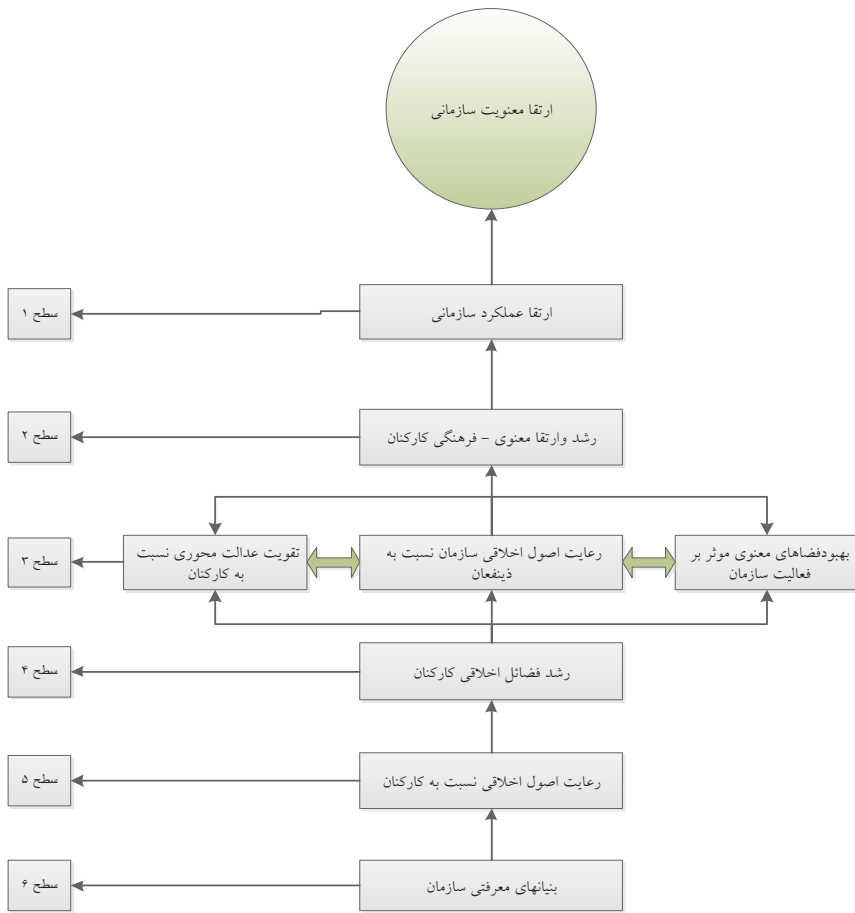 ارتقا معنویت سازمانی
ارتقا عملکرد سازمانی
سطح ۱
رشد وارتقا معنوی – فرهنگی کارکنان
سطح ۲
بهبودفضاهای معنوی موثر بر
فعالیت سازمان
رعایت اصول اخلاقی سازمان نسبت به
ذینفعان
تقویت عدالت محوری نسبت
به کارکنان
سطح ۳
رشد فضائل اخلاقی کارکنان
سطح ۴
رعایت اصول اخلاقی نسبت به کارکنان
سطح ۵
بنیانهای معرفتی سازمان
سطح ۶